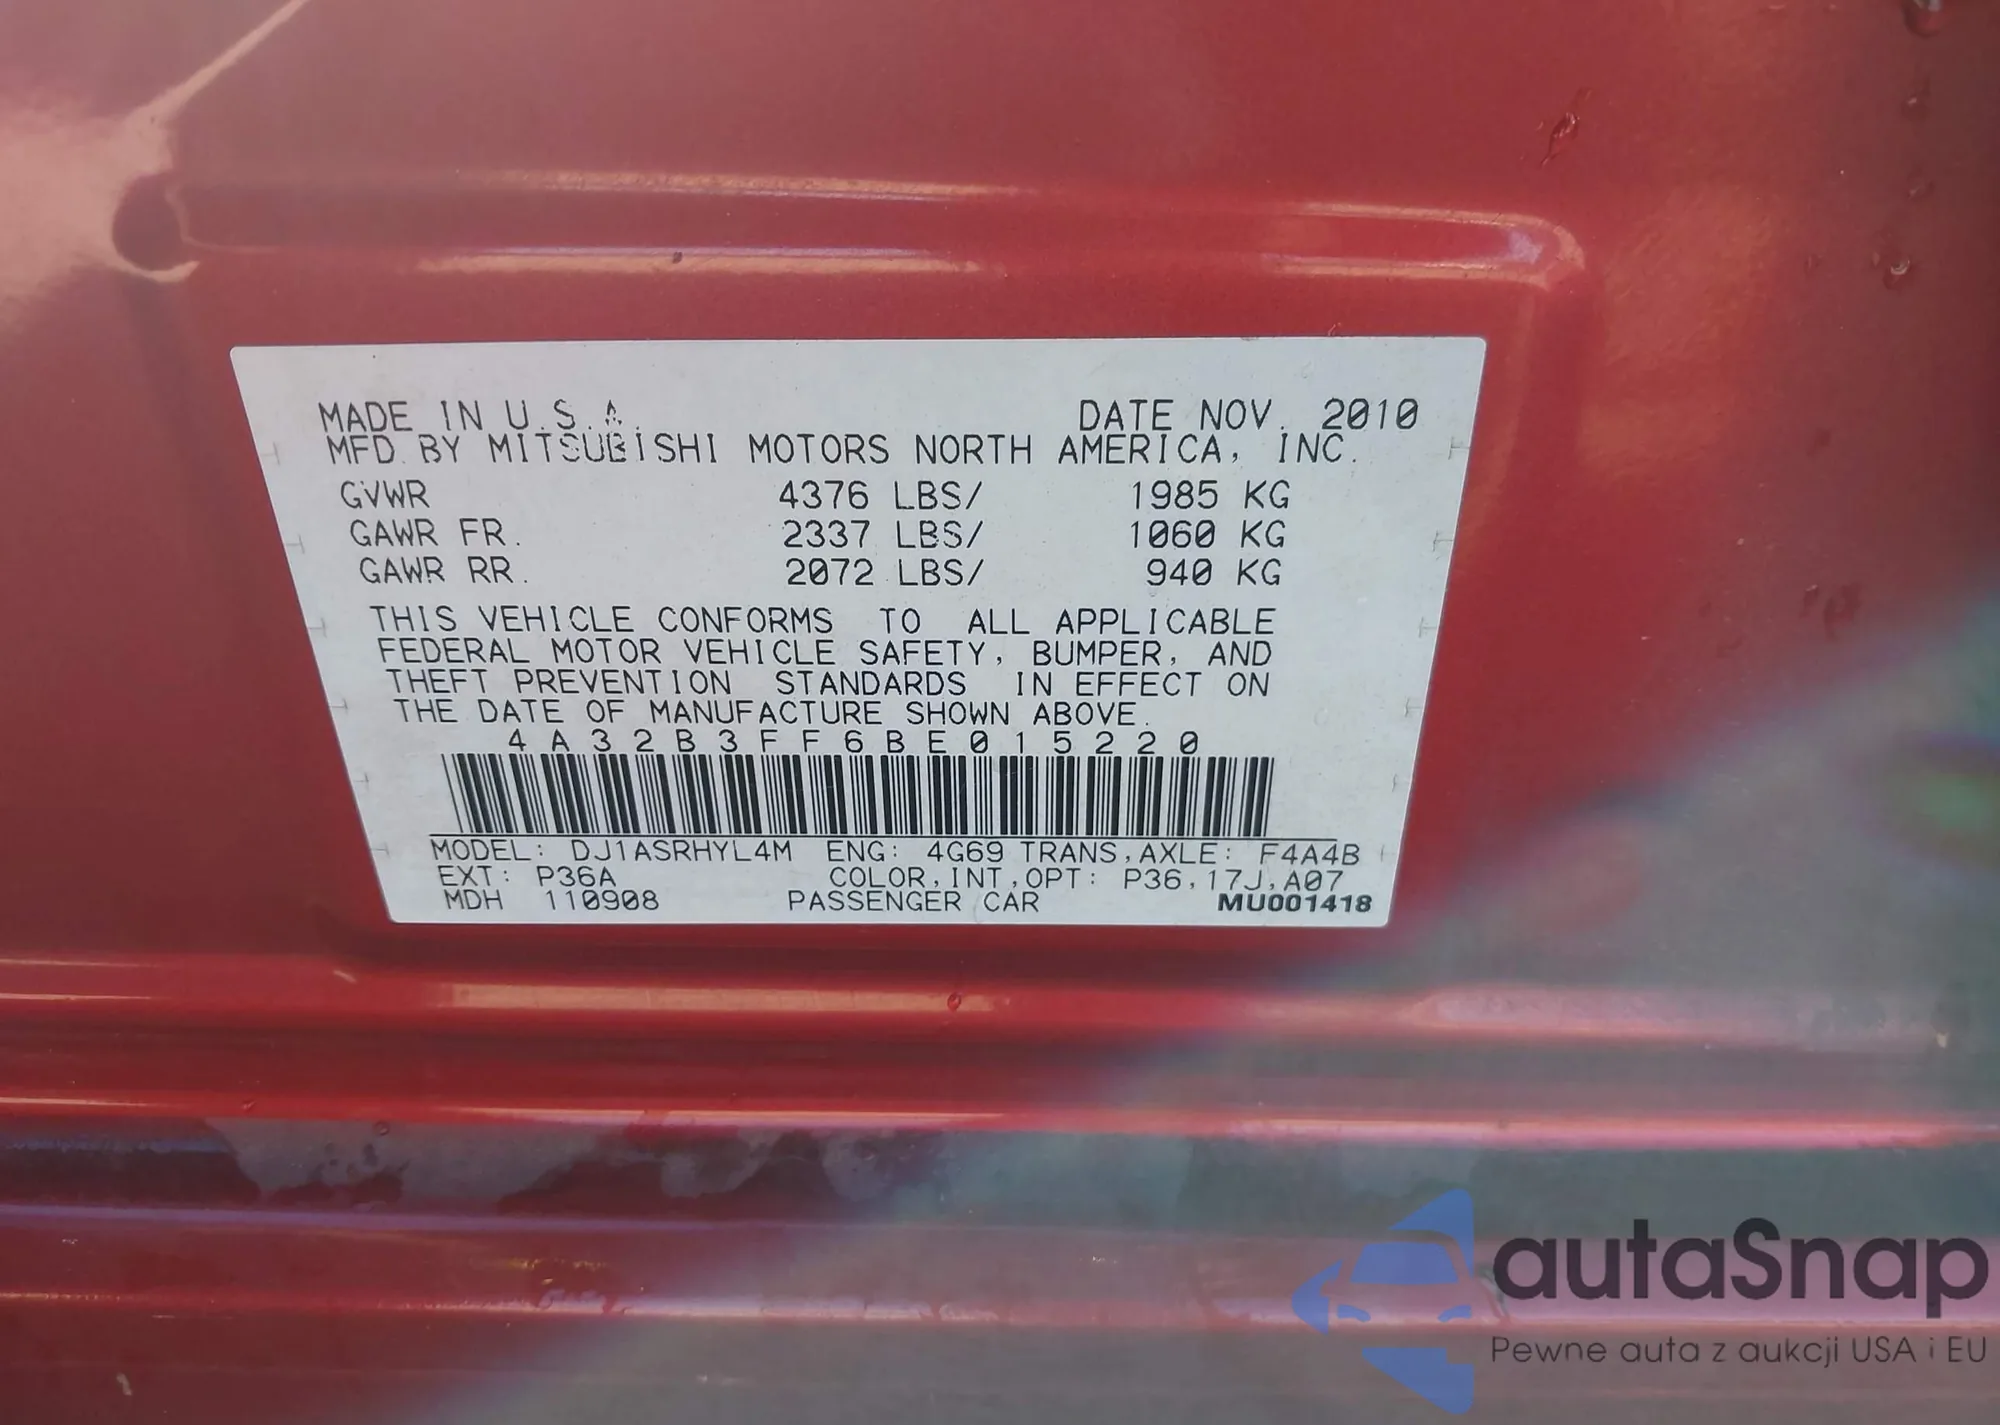 MADE IN U.S.A. DATE NOV. 2010
MFD. BY MITSUBISHI MOTORS NORTH AMERICA, INC.
GVWR 4376 LBS/ 1985 KG
GAWR FR. 2337 LBS/ 1060 KG
GAWR RR. 2072 LBS/ 940 KG
THIS VEHICLE CONFORMS TO ALL APPLICABLE
FEDERAL MOTOR VEHICLE SAFETY, BUMPER, AND
THEFT PREVENTION STANDARDS IN EFFECT ON
THE DATE OF MANUFACTURE SHOWN ABOVE.
4A32B3FF6BE015220
MODEL: DJ1ASRHYL4M ENG: 4G69 TRANS,AXLE: F4A4B
EXT: P36A COLOR,INT,OPT: P36,17J,A07
MDH 110908 PASSENGER CAR MU001418
autaSnap
Pewne auta z aukcji USA i EU